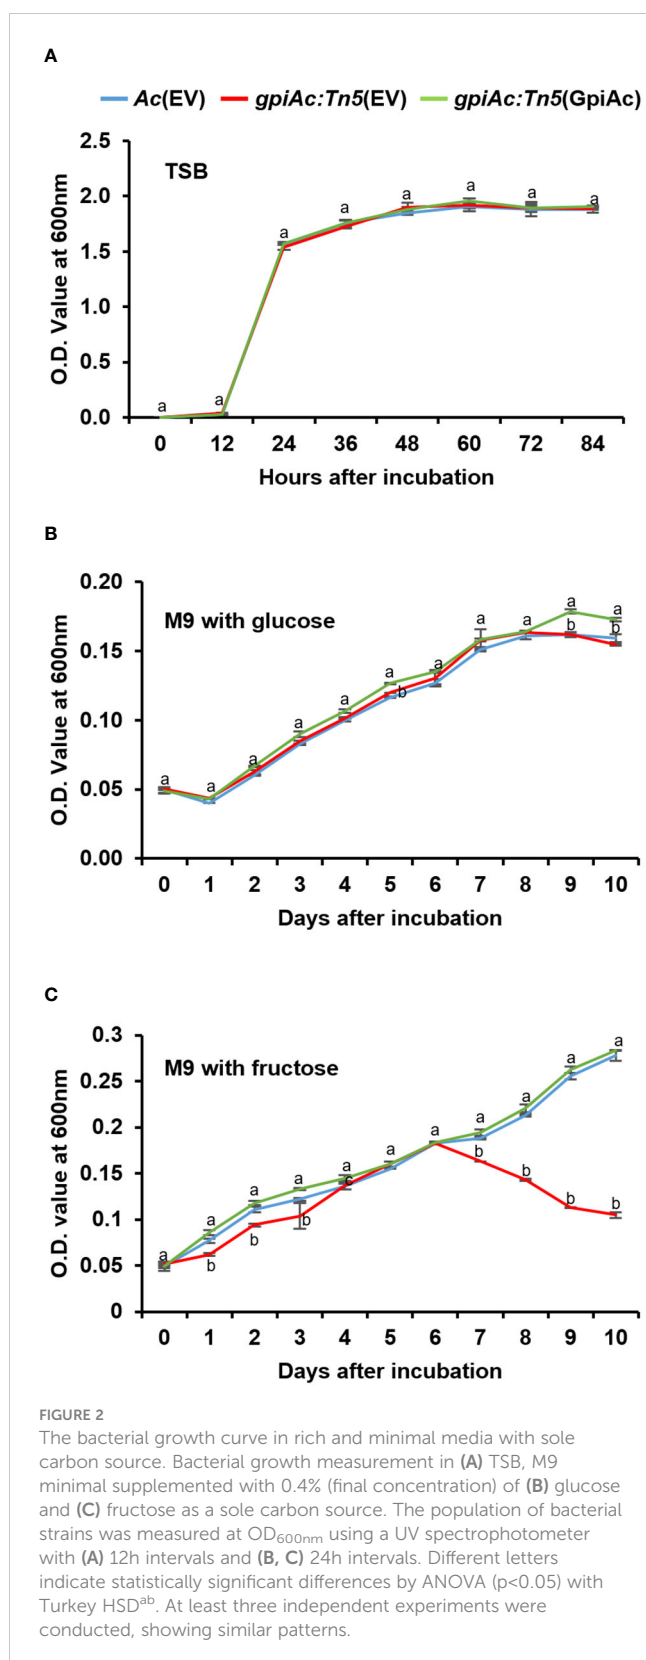 A
Ac(EV) gpiAc:Tn5(EV) gpiAc:Tn5(GpiAc)
TSB
O.D. Value at 600nm
2.5
2.0
1.5
1.0
0.5
0.0
a a a a a a a a
0 12 24 36 48 60 72 84
Hours after incubation
B
M9 with glucose
O.D. Value at 600nm
0.20
0.15
0.10
0.05
0.00
a a a a a a a a a a a
b b b
0 1 2 3 4 5 6 7 8 9 10
Days after incubation
C
M9 with fructose
O.D. value at 600nm
0.3
0.25
0.2
0.15
0.1
0.05
0
a a a a a a a a a a a
b b b c b b b b
0 1 2 3 4 5 6 7 8 9 10
Days after incubation
FIGURE 2
The bacterial growth curve in rich and minimal media with sole
carbon source. Bacterial growth measurement in (A) TSB, M9
minimal supplemented with 0.4% (final concentration) of (B) glucose
and (C) fructose as a sole carbon source. The population of bacterial
strains was measured at OD600nm using a UV spectrophotometer
with (A) 12h intervals and (B, C) 24h intervals. Different letters
indicate statistically significant differences by ANOVA (p<0.05) with
Turkey HSDab. At least three independent experiments were
conducted, showing similar patterns.